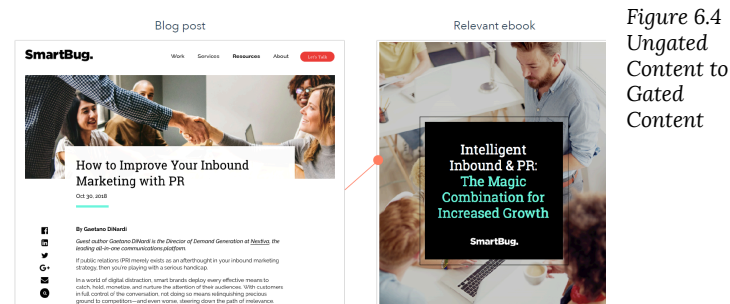 Blog post
SmartBug.
Work Services Resources About Let's Talk
How to Improve Your Inbound
Marketing with PR
Oct 30, 2018
By Gaetano DiNardi
Guest author Gaetano DiNardi is the Director of Demand Generation at Nextiva, the
leading all-in-one communications platform.
If public relations (PR) merely exists as an afterthought in your inbound marketing
strategy, then you're playing with a serious handicap.
In a world of digital distraction, smart brands deploy every effective means to
catch, hold, monetize, and nurture the attention of their audiences. With customers
in full control of the conversation, not doing so means relinquishing precious
ground to competitors—and even worse, steering down the path of irrelevance.
Relevant ebook
Intelligent
Inbound & PR:
The Magic
Combination for
Increased Growth
SmartBug.
Figure 6.4
Ungated
Content to
Gated
Content